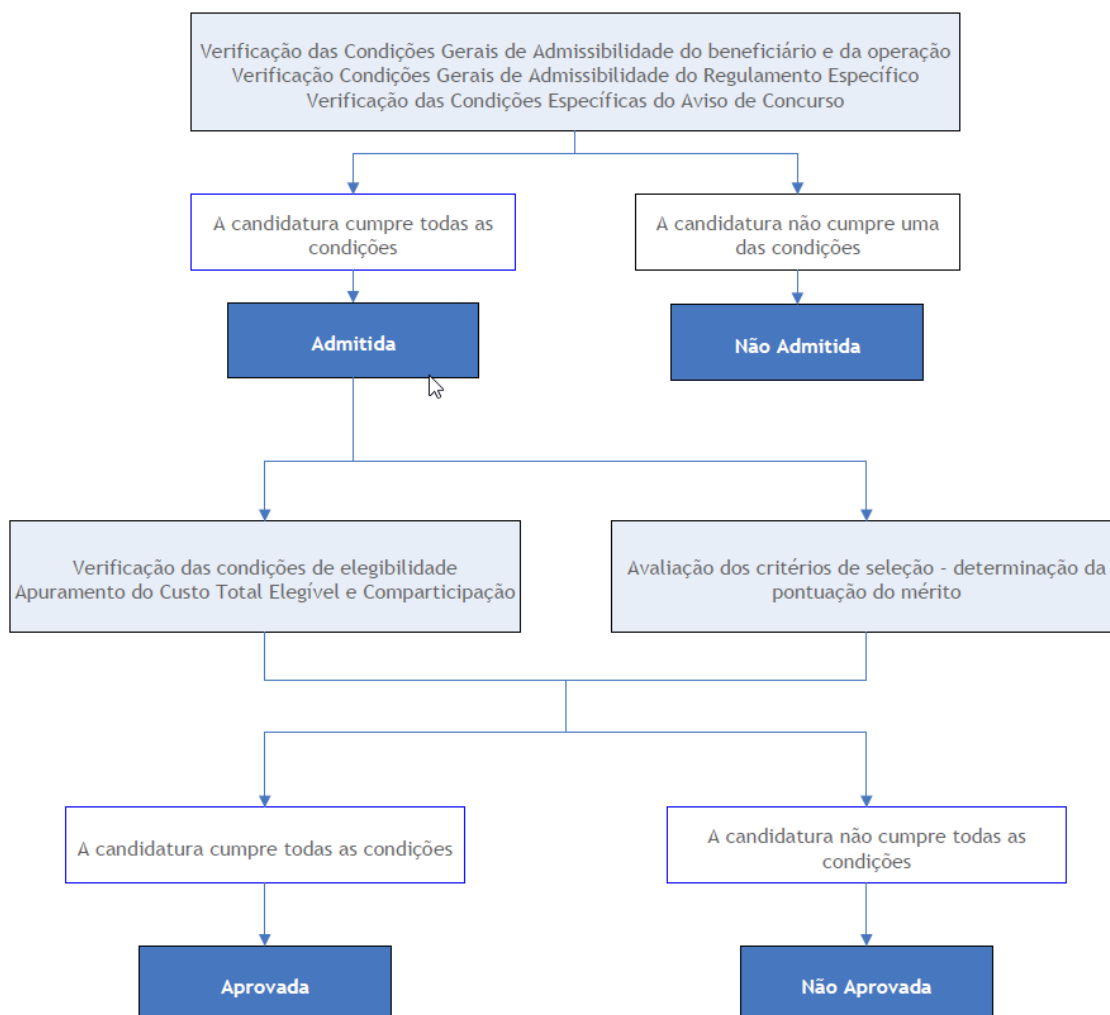 Verificação das Condições Gerais de Admissibilidade do beneficiário e da operação
Verificação Condições Gerais de Admissibilidade do Regulamento Específico
Verificação das Condições Específicas do Aviso de Concurso
A candidatura cumpre todas as
condições
A candidatura não cumpre uma
das condições
Admitida
Não Admitida
Verificação das condições de elegibilidade
Apuramento do Custo Total Elegível e Comparticipação
Avaliação dos critérios de seleção - determinação da
pontuação do mérito
A candidatura cumpre todas as condições
A candidatura não cumpre todas as
condições
Aprovada
Não Aprovada